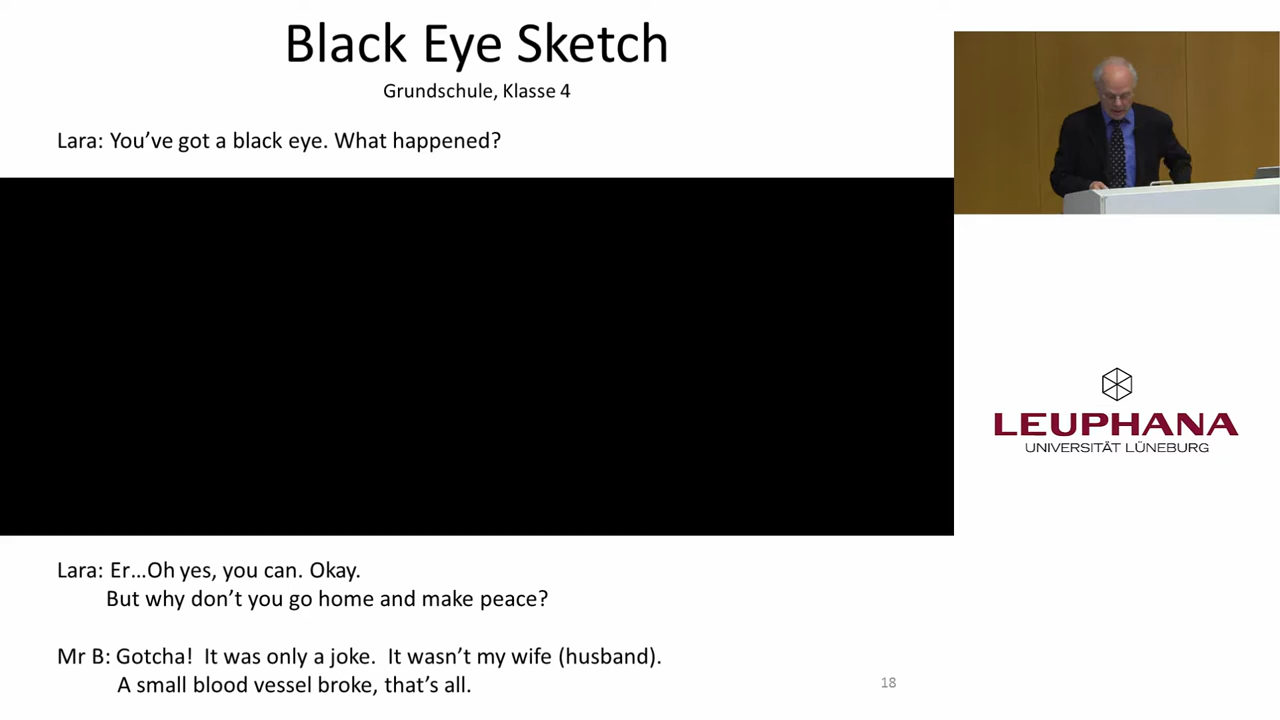 Black Eye Sketch
Grundschule, Klasse 4
Lara: You've got a black eye. What happened?
LEUPHANA
UNIVERSITÄT LÜNEBURG
Lara: Er...Oh yes, you can. Okay.
But why don't you go home and make peace?
Mr B: Gotcha!  It was only a joke.  It wasn't my wife (husband).
A small blood vessel broke, that's all.
18